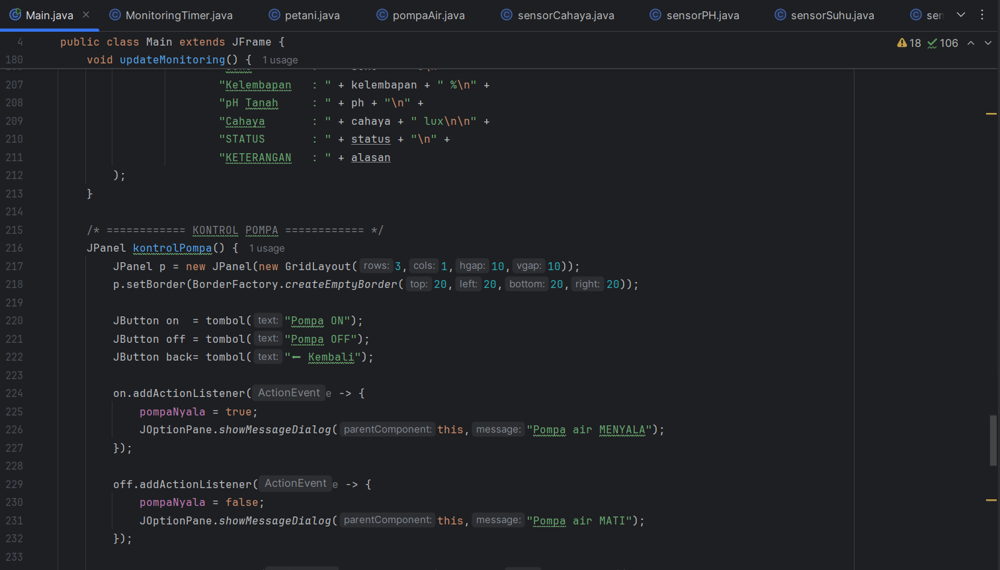 Main.java MonitoringTimer.java petani.java pompaAir.java sensorCahaya.java sensorPH.java sensorSuhu.java
4 public class Main extends JFrame { 18 106
180 void updateMonitoring() { 1 usage
207 "Kelembapan   : " + kelembapan + " %\n" +
208 "pH Tanah     : " + ph + "\n" +
209 "Cahaya       : " + cahaya + " lux\n\n" +
210 "STATUS       : " + status + "\n" +
211 "KETERANGAN   : " + alasan
212 );
213 }
214
215 /* ============ KONTROL POMPA ============ */
216 JPanel kontrolPompa() { 1 usage
217 JPanel p = new JPanel(new GridLayout( rows: 3, cols: 1, hgap: 10, vgap: 10));
218 p.setBorder(BorderFactory.createEmptyBorder( top: 20, left: 20, bottom: 20, right: 20));
219
220 JButton on  = tombol( text: "Pompa ON");
221 JButton off = tombol( text: "Pompa OFF");
222 JButton back= tombol( text: "⬅ Kembali");
223
224 on.addActionListener( ActionEvent e -> {
225 pompaNyala = true;
226 JOptionPane.showMessageDialog( parentComponent: this, message: "Pompa air MENYALA");
227 });
228
229 off.addActionListener( ActionEvent e -> {
230 pompaNyala = false;
231 JOptionPane.showMessageDialog( parentComponent: this, message: "Pompa air MATI");
232 });
233